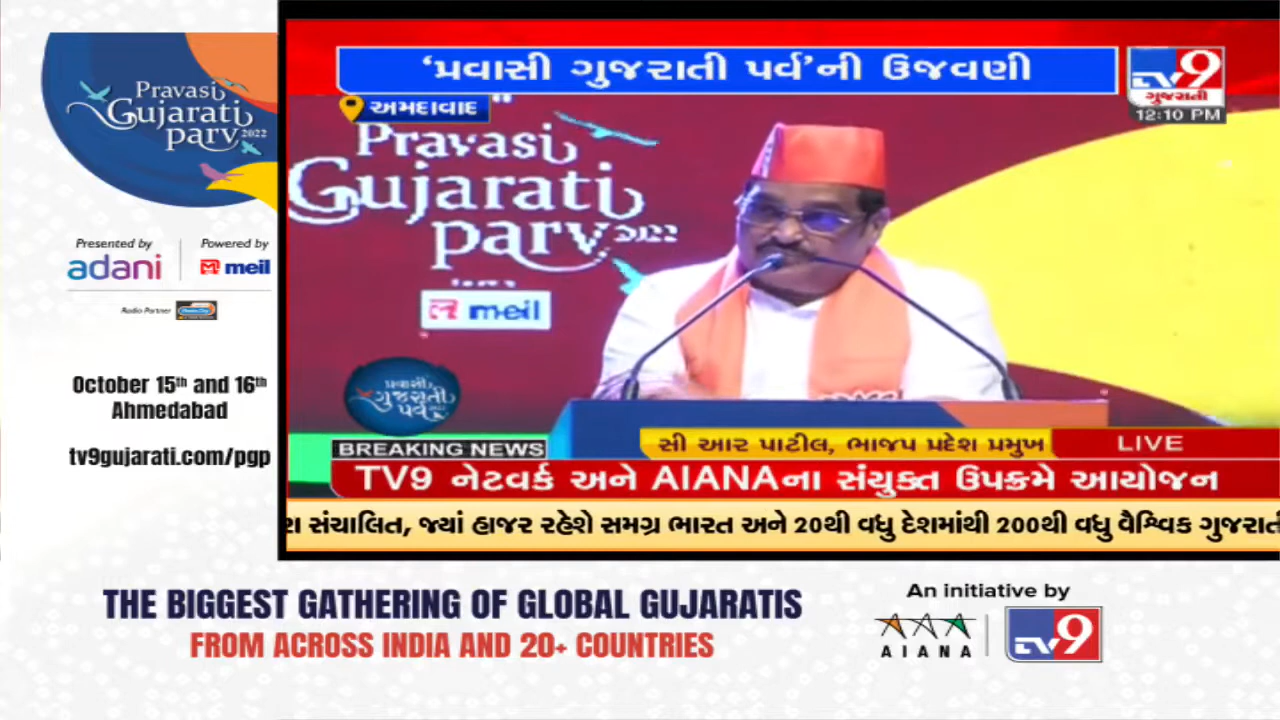 Pravasi
Gujarati
parv 2022
Presented by
adani
Powered by
meil
Radio Partner
October 15th and 16th
Ahmedabad
tv9gujarati.com/pgp
‘પ્રવાસી ગુજરાતી પર્વ’ની ઉજવણી
TV9
ગુજરાતી
12:10 PM
અમદાવાદ
Pravasi
Gujarati
parv 2022
meil
પ્રવાસી
ગુજરાતી
પર્વ
BREAKING NEWS
સી આર પાટીલ, ભાજપ પ્રદેશ પ્રમુખ
LIVE
TV9 નેટવર્ક અને AIANAના સંયુક્ત ઉપક્રમે આયોજન
સંચાલિત, જ્યાં હાજર રહેશે સમગ્ર ભારત અને 20થી વધુ દેશમાંથી 200થી વધુ વૈશ્વિક ગુજરાત
THE BIGGEST GATHERING OF GLOBAL GUJARATIS
FROM ACROSS INDIA AND 20+ COUNTRIES
An initiative by
AIANA
TV9